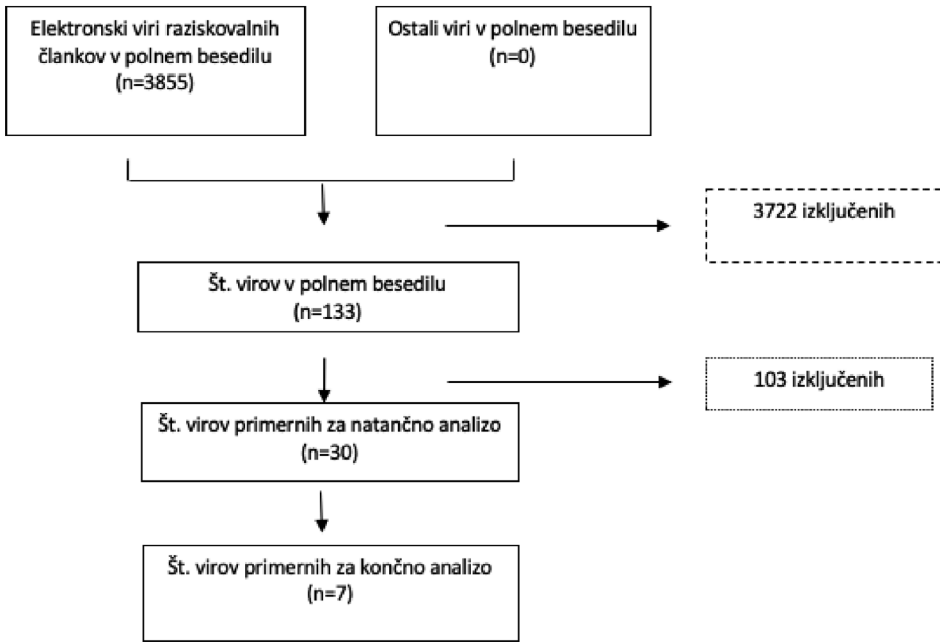 Elektronski viri raziskovalnih
člankov v polnem besedilu
(n=3855)
Ostali viri v polnem besedilu
(n=0)
3722 izključenih
Št. virov v polnem besedilu
(n=133)
103 izključenih
Št. virov primernih za natančno analizo
(n=30)
Št. virov primernih za končno analizo
(n=7)